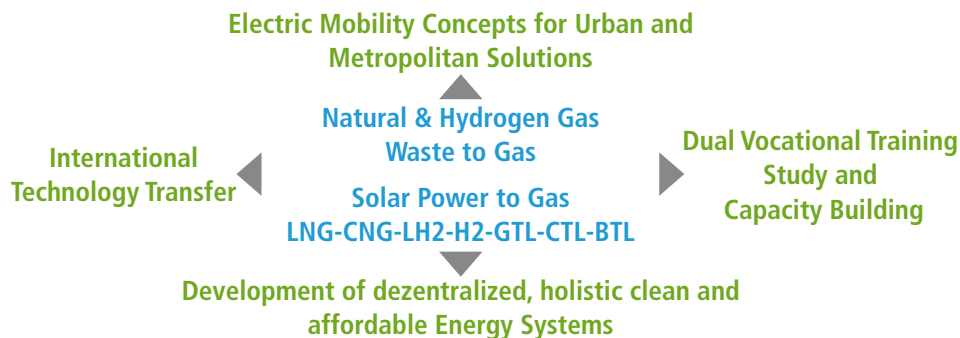 Electric Mobility Concepts for Urban and
Metropolitan Solutions
Natural & Hydrogen Gas
Waste to Gas
International
Technology Transfer
Dual Vocational Training
Study and
Capacity Building
Solar Power to Gas
LNG-CNG-LH2-H2-GTL-CTL-BTL
Development of dezentralized, holistic clean and
affordable Energy Systems